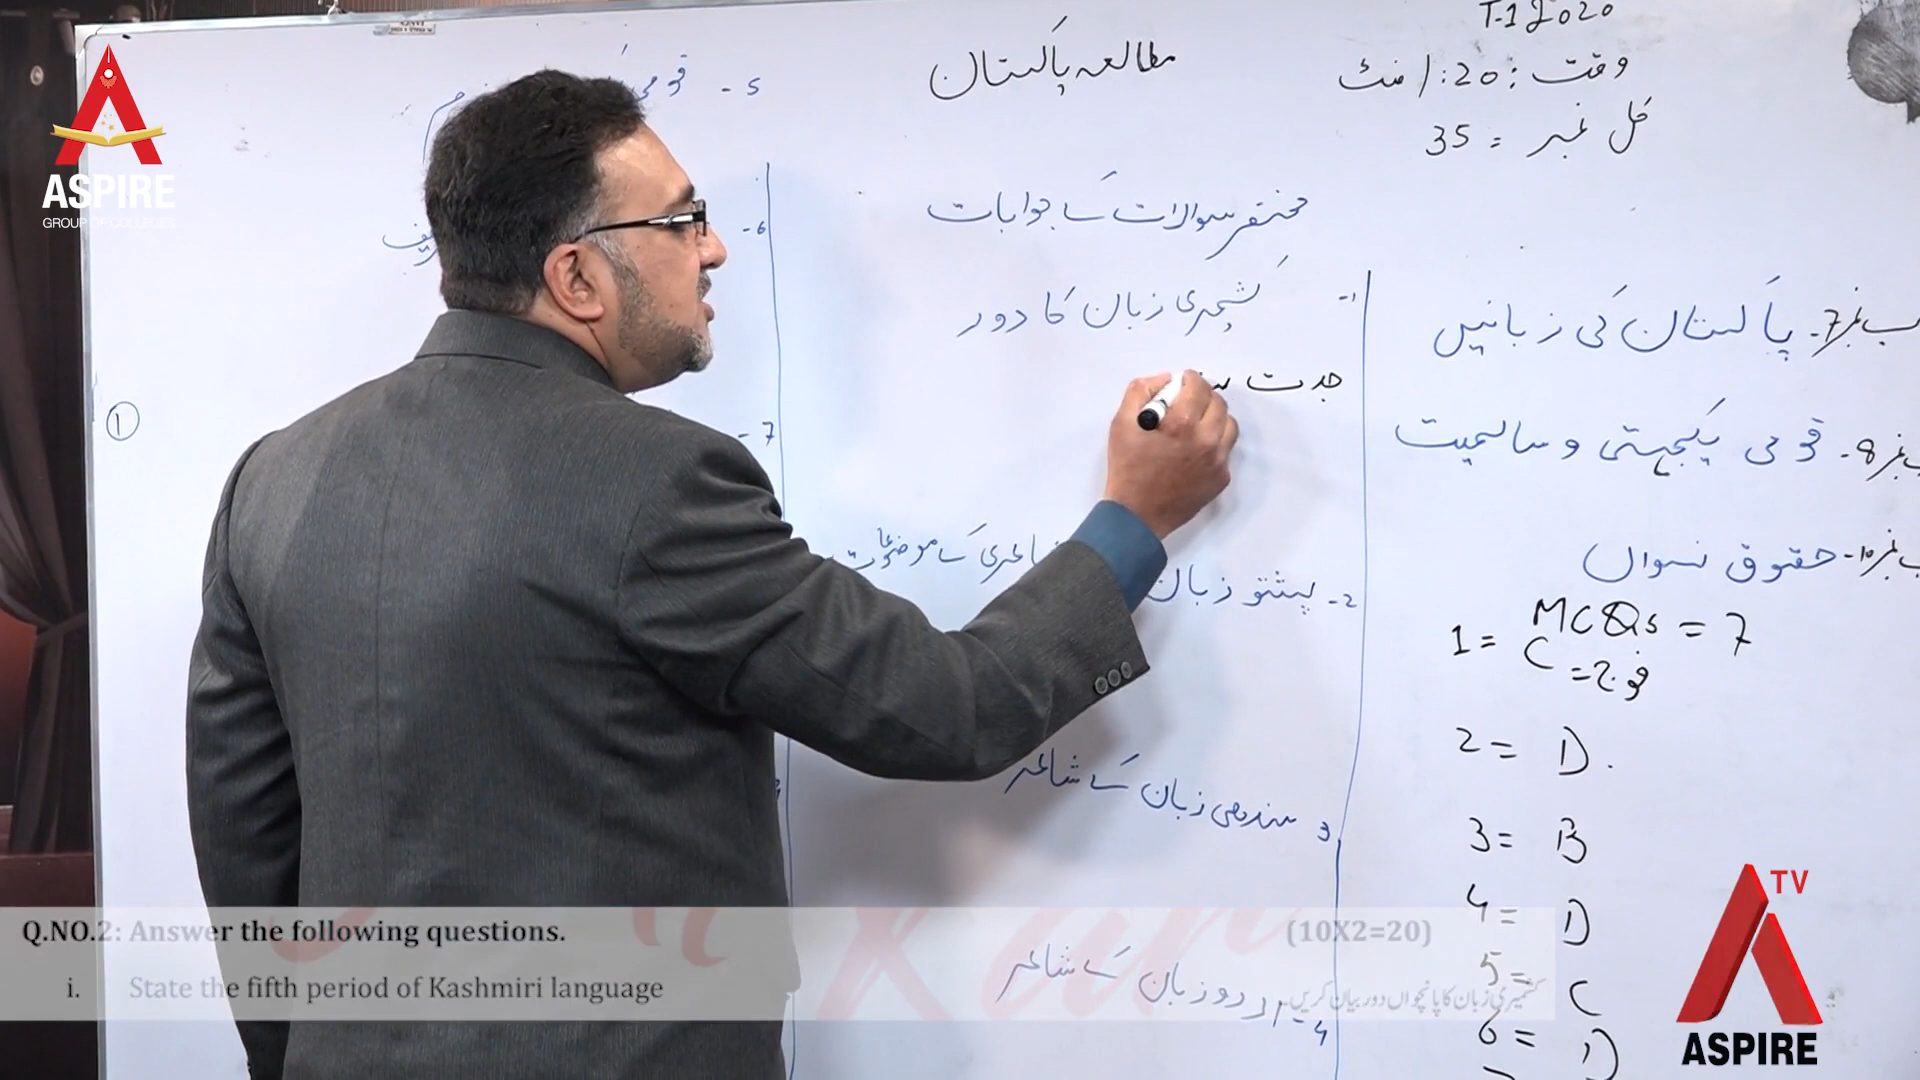 T-1 2020
مطالعہ پاکستان
وقت : 1:20 منٹ
کل نمبر = 35
5 - قومی
مختصر سوالات کے جوابات
1- کشمیری زبان کا دور
جدت
6-
7 -
2- پشتو زبان شاعری کے موضوعات
3 سندھی زبان کے شاعر
4- اردو زبان کے شاعر
باب نمبر 7- پاکستان کی زبانیں
باب نمبر 8- قومی یکجہتی و سالمیت
باب نمبر 10- حقوق نسواں
MCQs = 7
1 = C
= فوج
2 = D.
3 = B
4 = D
5 = C
6 = D
1
Q.NO.2: Answer the following questions. (10X2=20)
i. State the fifth period of Kashmiri language
کشمیری زبان کا پانچواں دور بیان کریں۔
ASPIRE
GROUP OF COLLEGES
TV
ASPIRE